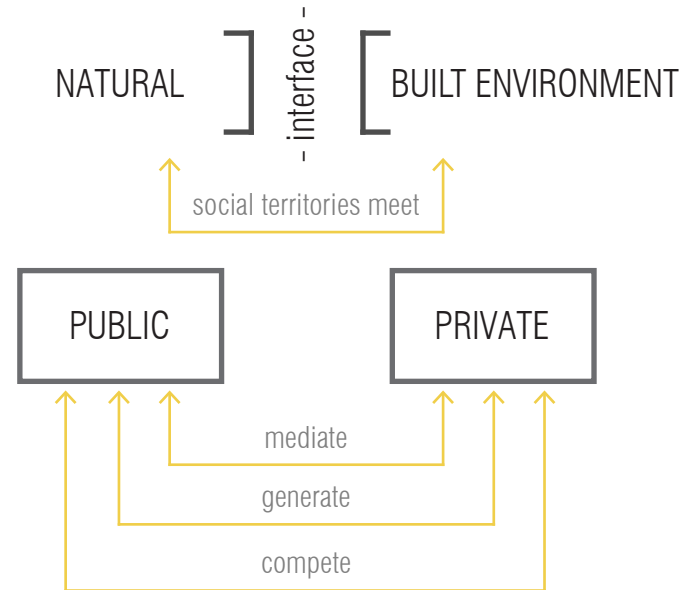 NATURAL
- interface -
BUILT ENVIRONMENT
social territories meet
PUBLIC
PRIVATE
mediate
generate
compete